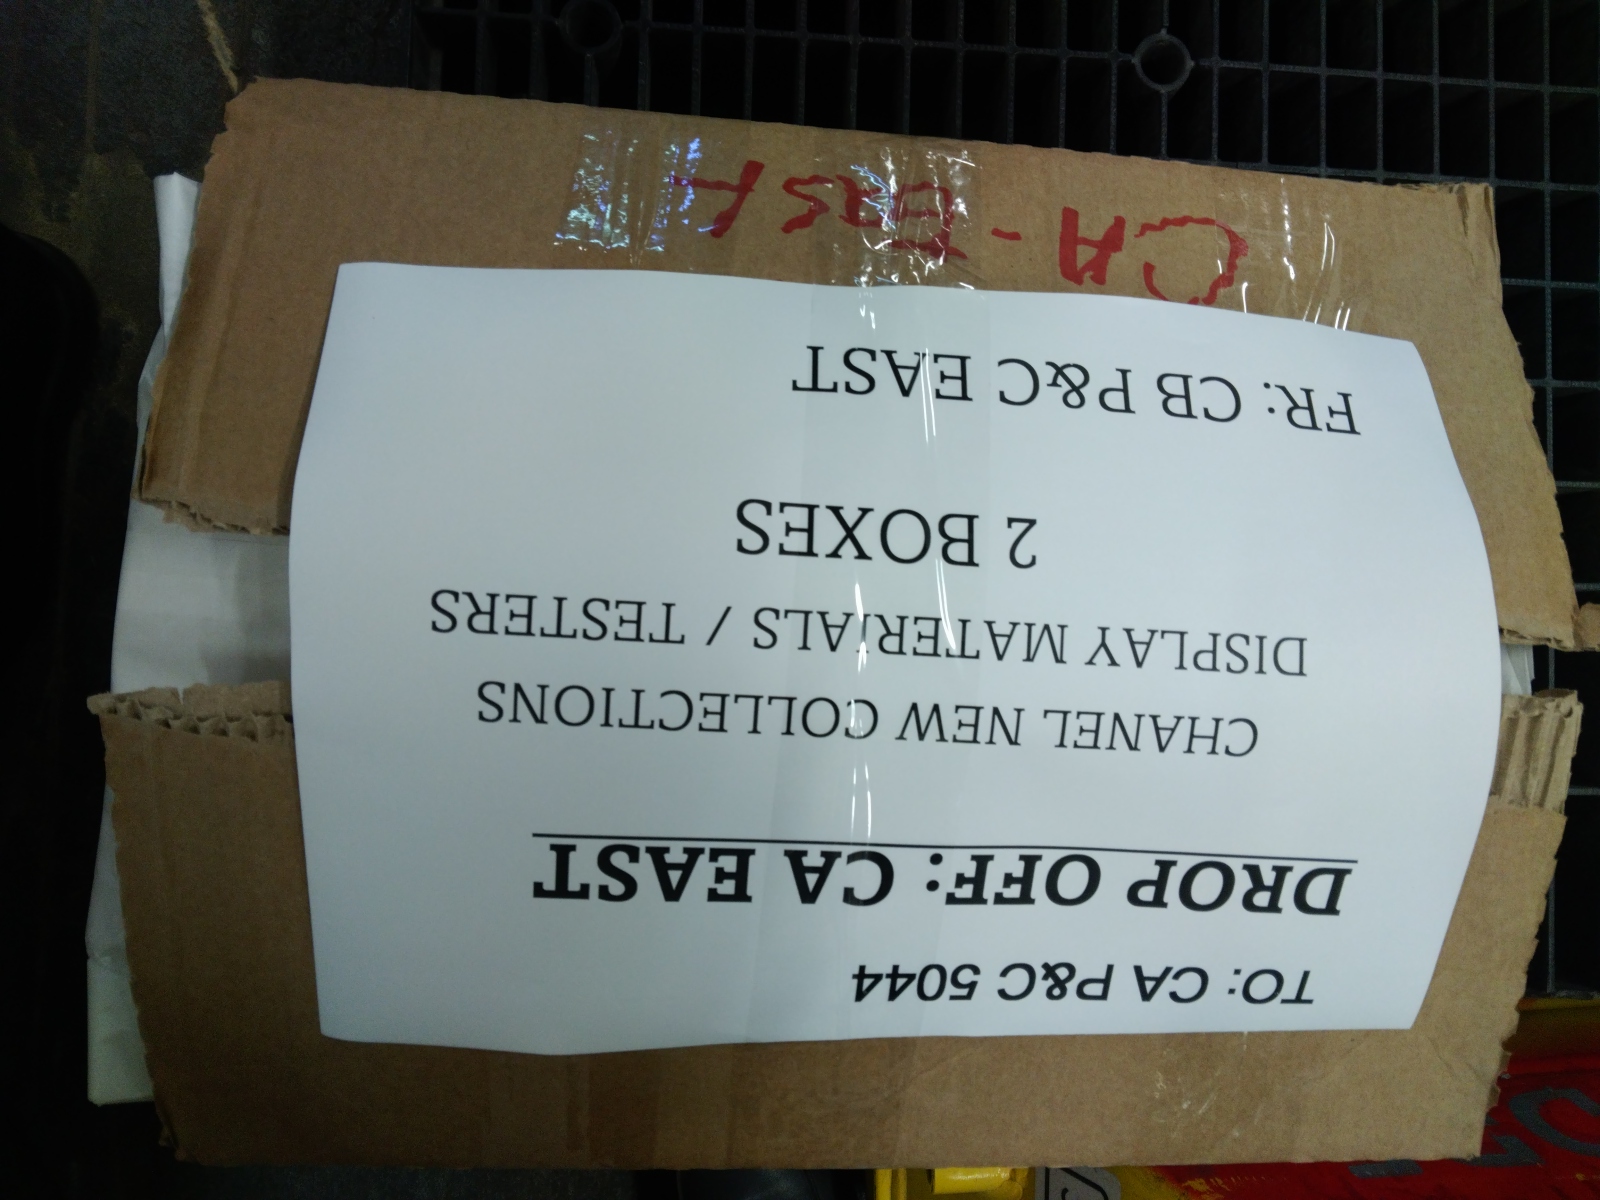 TO: CA P&C 5044
DROP OFF: CA EAST
CHANEL NEW COLLECTIONS
DISPLAY MATERIALS / TESTERS
2 BOXES
FR: CB P&C EAST
CA - EAST